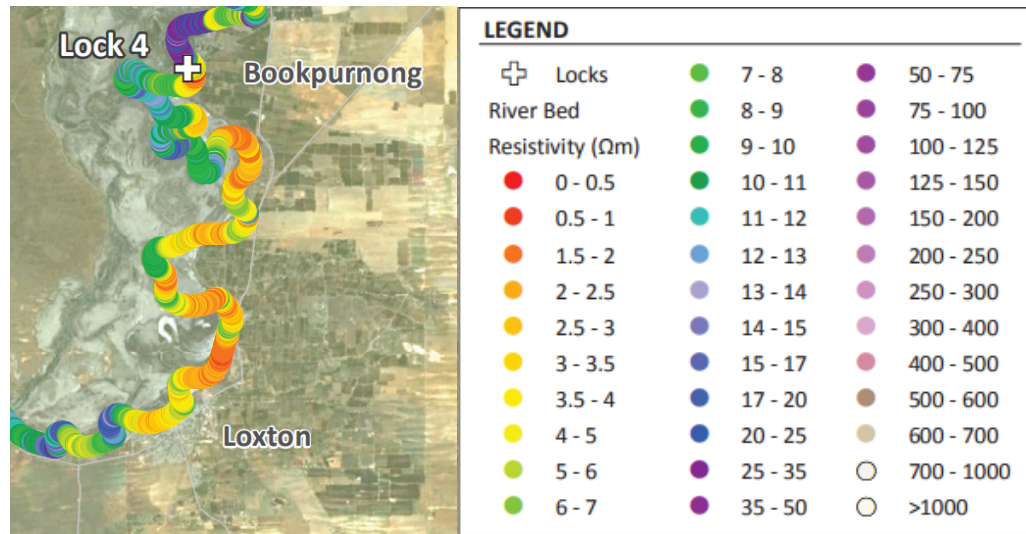 Lock 4
Bookpurnong
Loxton
LEGEND
Locks
River Bed
Resistivity (Ωm)
0 - 0.5
0.5 - 1
1.5 - 2
2 - 2.5
2.5 - 3
3 - 3.5
3.5 - 4
4 - 5
5 - 6
6 - 7
7 - 8
8 - 9
9 - 10
10 - 11
11 - 12
12 - 13
13 - 14
14 - 15
15 - 17
17 - 20
20 - 25
25 - 35
35 - 50
50 - 75
75 - 100
100 - 125
125 - 150
150 - 200
200 - 250
250 - 300
300 - 400
400 - 500
500 - 600
600 - 700
700 - 1000
>1000